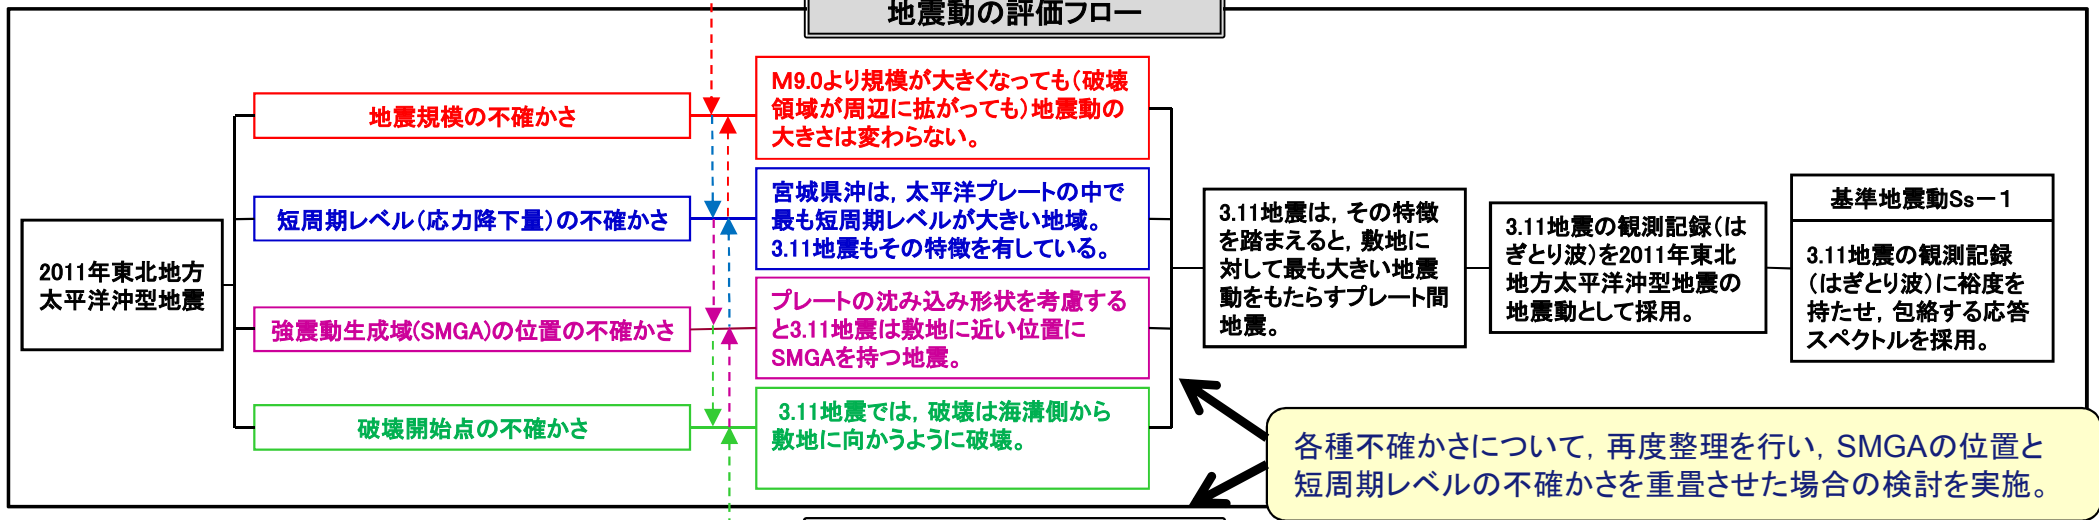 地震動の評価フロー
2011年東北地方
太平洋沖型地震
地震規模の不確かさ
M9.0より規模が大きくなっても（破壊
領域が周辺に拡がっても）地震動の
大きさは変わらない。
短周期レベル（応力降下量）の不確かさ
宮城県沖は，太平洋プレートの中で
最も短周期レベルが大きい地域。
3.11地震もその特徴を有している。
強震動生成域(SMGA)の位置の不確かさ
プレートの沈み込み形状を考慮する
と3.11地震は敷地に近い位置に
SMGAを持つ地震。
破壊開始点の不確かさ
3.11地震では，破壊は海溝側から
敷地に向かうように破壊。
3.11地震は，その特徴
を踏まえると，敷地に
対して最も大きい地震
動をもたらすプレート間
地震。
3.11地震の観測記録（は
ぎとり波）を2011年東北
地方太平洋沖型地震の
地震動として採用。
基準地震動Ss－１
3.11地震の観測記録
（はぎとり波）に裕度を
持たせ，包絡する応答
スペクトルを採用。
各種不確かさについて，再度整理を行い，SMGAの位置と
短周期レベルの不確かさを重畳させた場合の検討を実施。